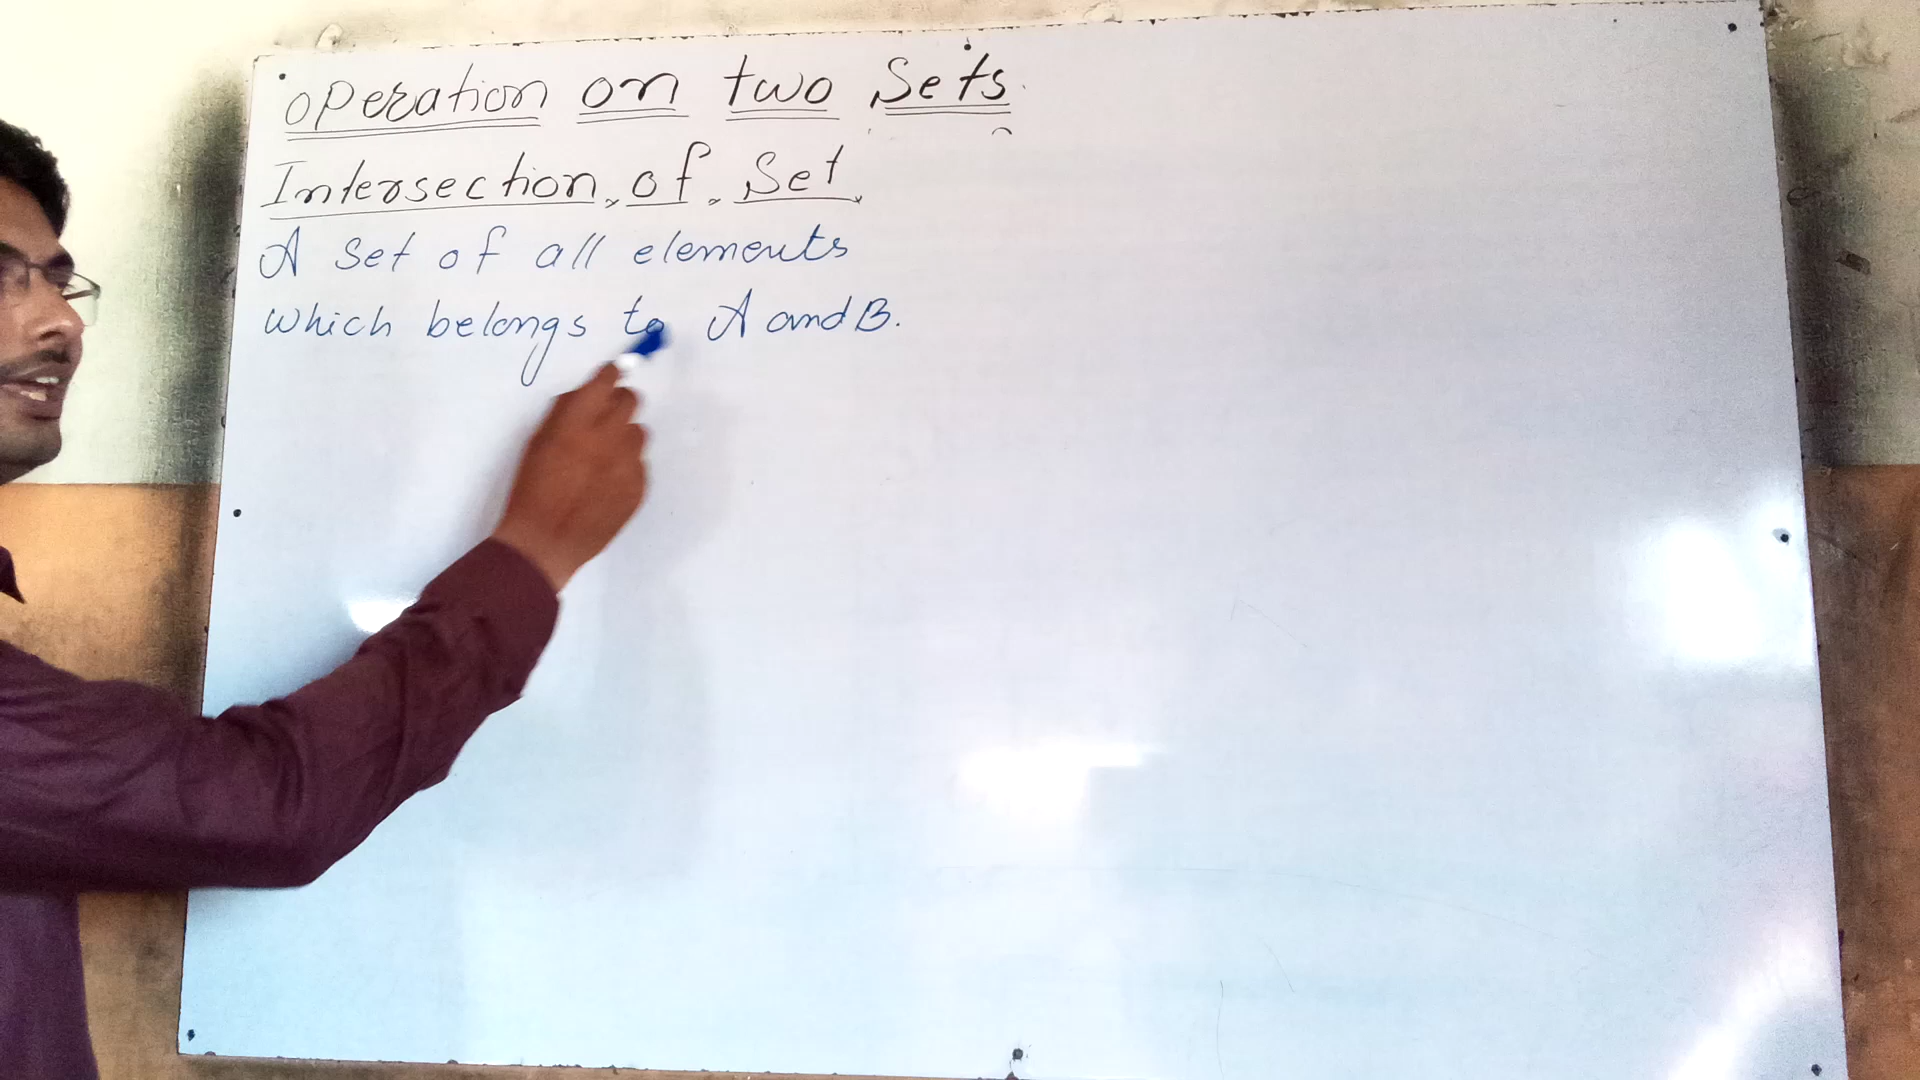 operation on two Sets.
Intersection of Set
A Set of all elements
which belongs to A and B.